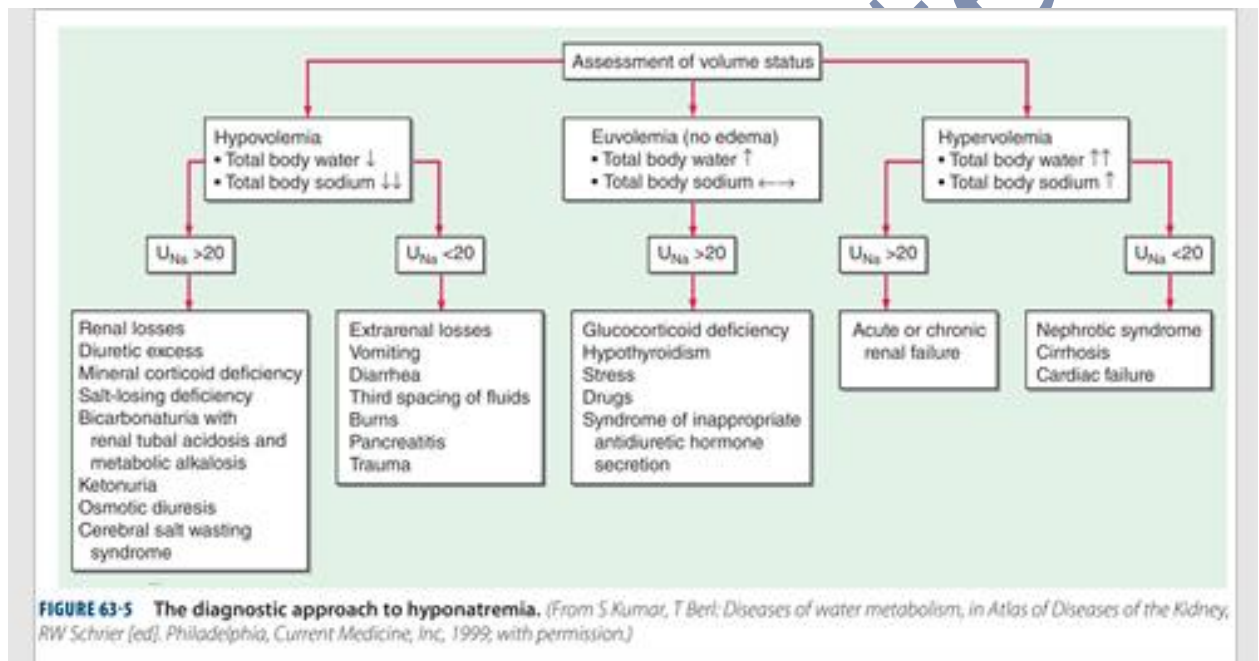 Assessment of volume status
Hypovolemia
• Total body water ↓
• Total body sodium ↓↓
Euvolemia (no edema)
• Total body water ↑
• Total body sodium ←→
Hypervolemia
• Total body water ↑↑
• Total body sodium ↑
UNa >20
UNa <20
UNa >20
UNa >20
UNa <20
Renal losses
Diuretic excess
Mineral corticoid deficiency
Salt-losing deficiency
Bicarbonaturia with
renal tubal acidosis and
metabolic alkalosis
Ketonuria
Osmotic diuresis
Cerebral salt wasting
syndrome
Extrarenal losses
Vomiting
Diarrhea
Third spacing of fluids
Burns
Pancreatitis
Trauma
Glucocorticoid deficiency
Hypothyroidism
Stress
Drugs
Syndrome of inappropriate
antidiuretic hormone
secretion
Acute or chronic
renal failure
Nephrotic syndrome
Cirrhosis
Cardiac failure
FIGURE 63-5 The diagnostic approach to hyponatremia. (From S Kumar, T Berl: Diseases of water metabolism, in Atlas of Diseases of the Kidney,
RW Schrier [ed]. Philadelphia, Current Medicine, Inc, 1999; with permission.)